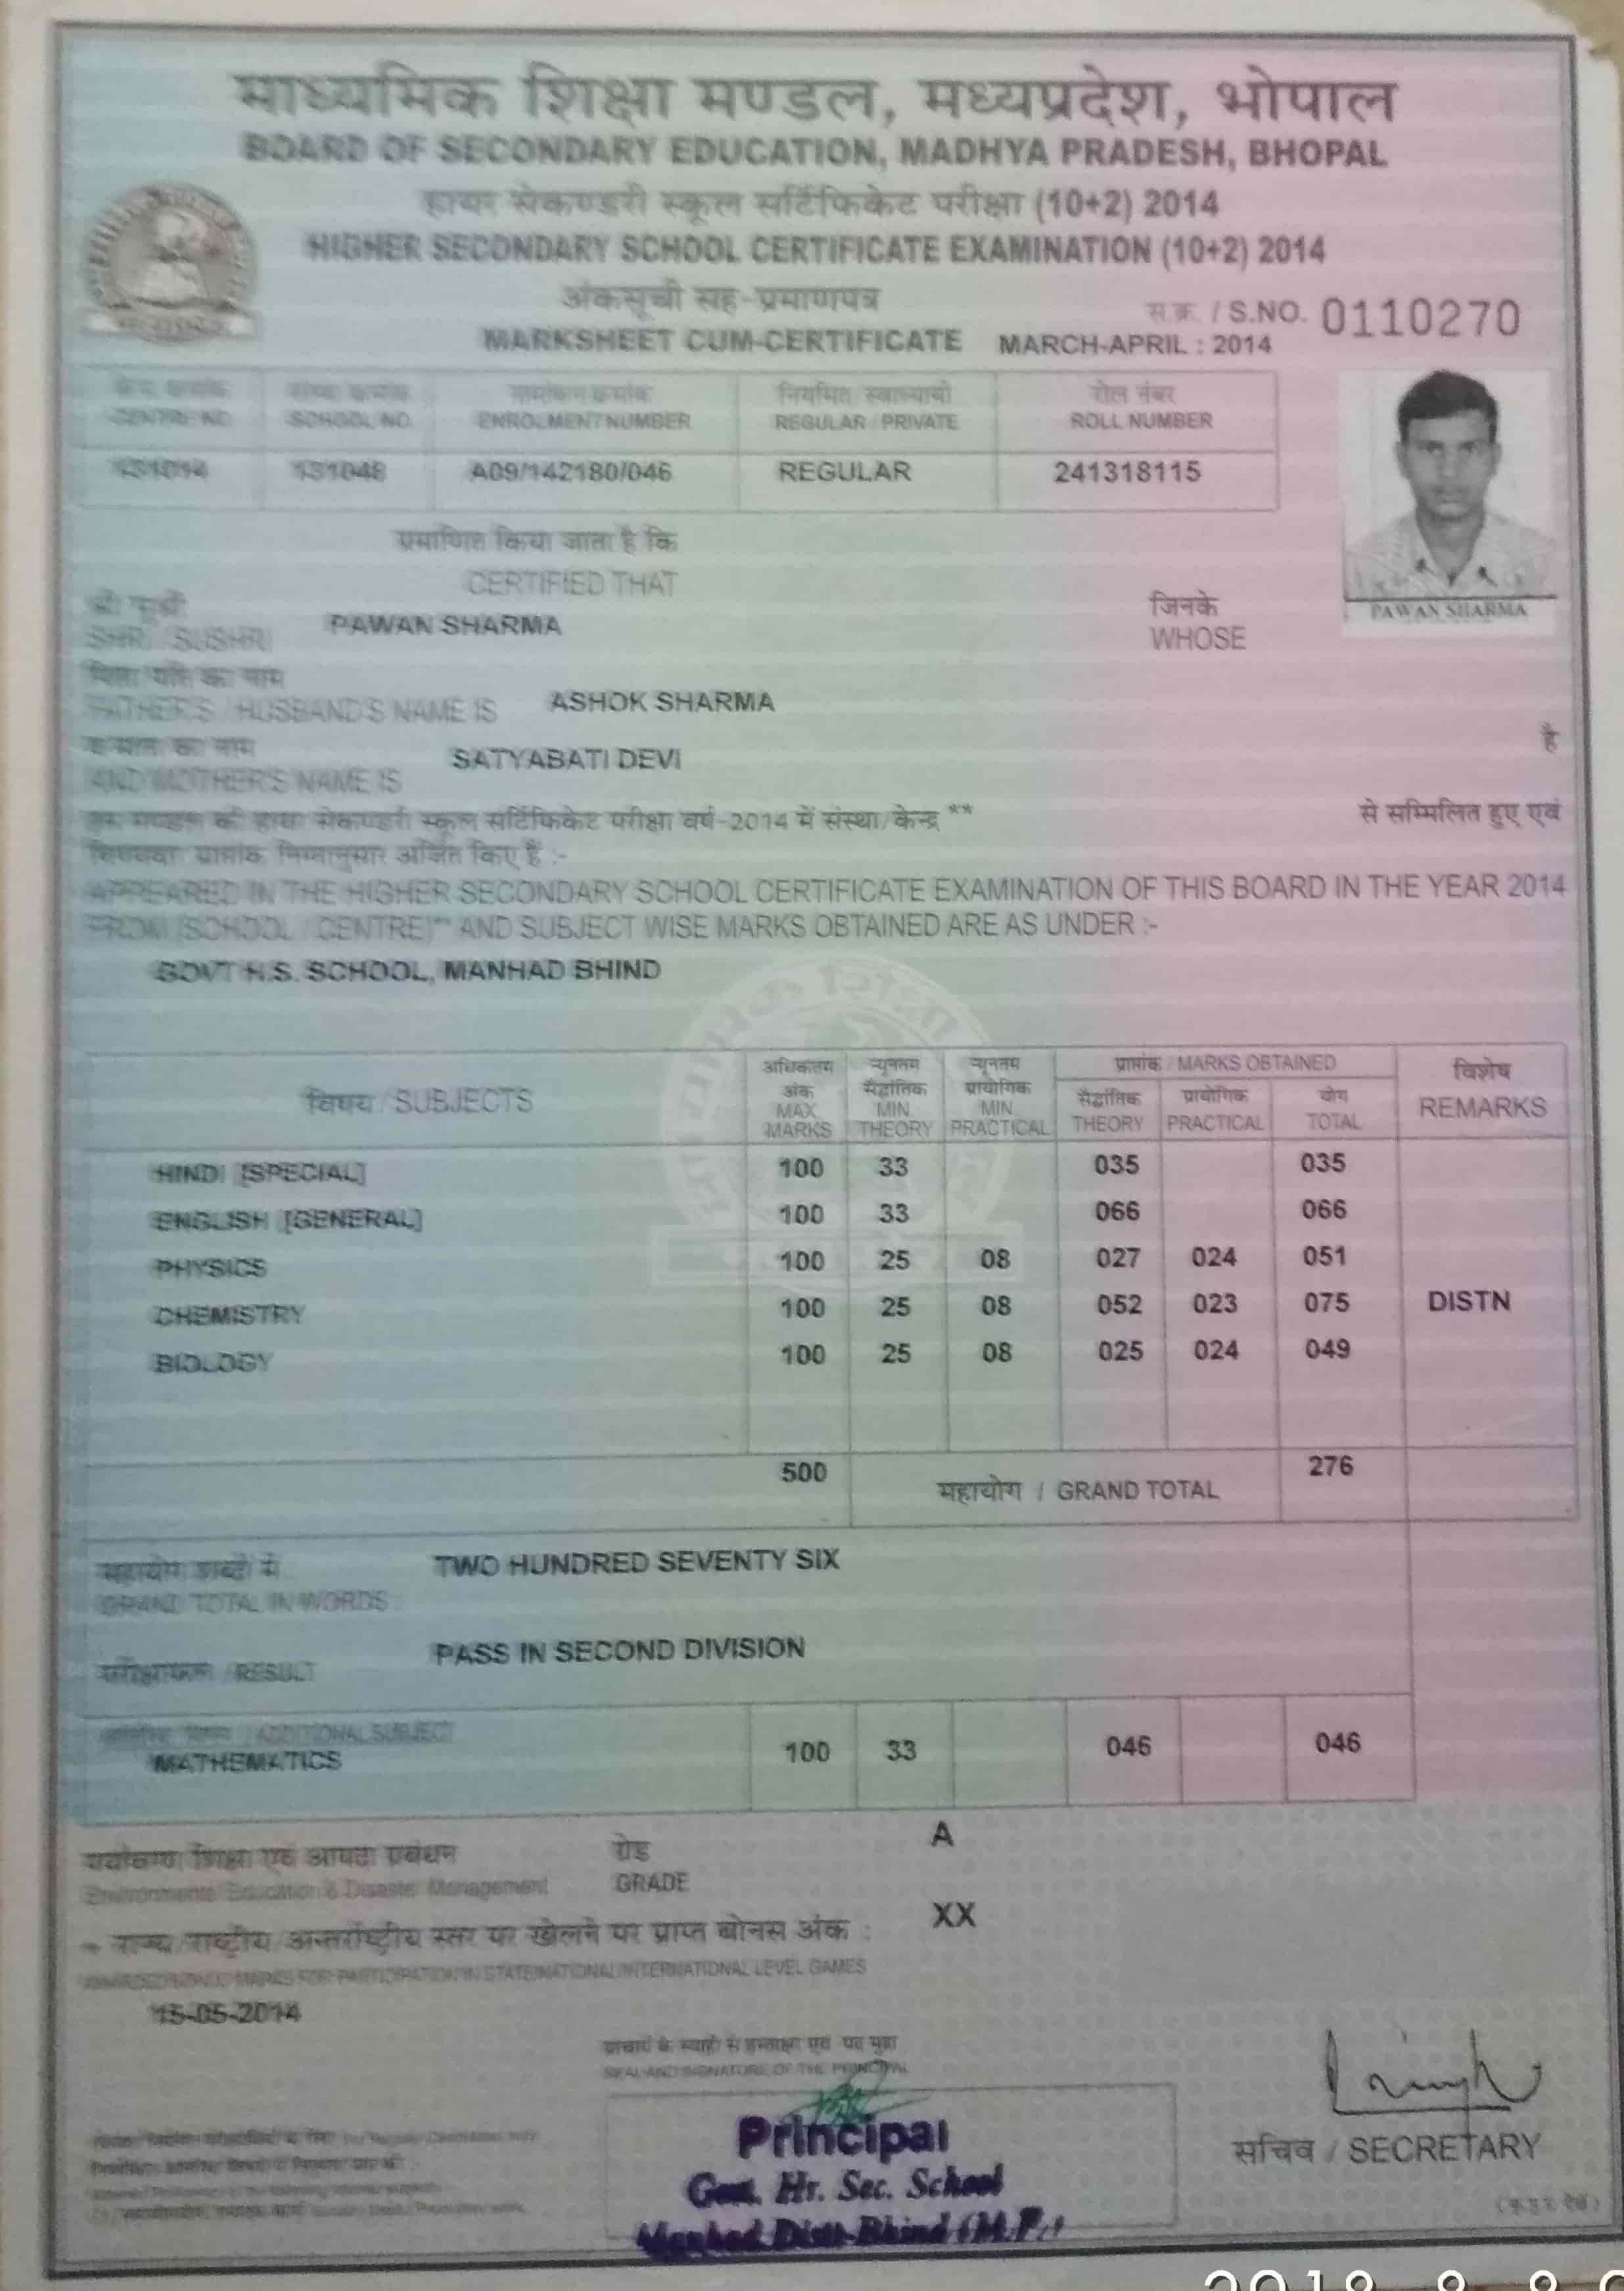 माध्यमिक शिक्षा मण्डल, मध्यप्रदेश, भोपाल
BOARD OF SECONDARY EDUCATION, MADHYA PRADESH, BHOPAL
हायर सेकण्डरी स्कूल सर्टिफिकेट परीक्षा (10+2) 2014
HIGHER SECONDARY SCHOOL CERTIFICATE EXAMINATION (10+2) 2014
अंकसूची सह-प्रमाणपत्र
स.क्र. / S.NO. 0110270
MARKSHEET CUM-CERTIFICATE MARCH-APRIL : 2014
नामांकन क्रमांक नियमित/स्वाध्यायी रोल नंबर
CENTRE NO SCHOOL NO ENROLMENT NUMBER REGULAR / PRIVATE ROLL NUMBER
131014 131048 A09/142180/046 REGULAR 241318115
प्रमाणित किया जाता है कि
CERTIFIED THAT
PAWAN SHARMA
श्री/सुश्री जिनके
SHRI / SUSHRI PAWAN SHARMA WHOSE
पिता/पति का नाम
FATHER'S / HUSBAND'S NAME IS ASHOK SHARMA
व माता का नाम है
AND MOTHER'S NAME IS SATYABATI DEVI
इस मण्डल की हायर सेकण्डरी स्कूल सर्टिफिकेट परीक्षा वर्ष-2014 में संस्था/केन्द्र ** से सम्मिलित हुए एवं
विषयवार प्राप्तांक निम्नानुसार अर्जित किए हैं :-
APPEARED IN THE HIGHER SECONDARY SCHOOL CERTIFICATE EXAMINATION OF THIS BOARD IN THE YEAR 2014
FROM [SCHOOL / CENTRE]** AND SUBJECT WISE MARKS OBTAINED ARE AS UNDER :-
GOVT H.S. SCHOOL, MANHAD BHIND
विषय / SUBJECTS
अधिकतम अंक MAX. MARKS
न्यूनतम सैद्धांतिक MIN. THEORY
न्यूनतम प्रायोगिक MIN. PRACTICAL
प्राप्तांक / MARKS OBTAINED
सैद्धांतिक THEORY
प्रायोगिक PRACTICAL
योग TOTAL
विशेष REMARKS
HINDI [SPECIAL] 100 33 035 035
ENGLISH [GENERAL] 100 33 066 066
PHYSICS 100 25 08 027 024 051
CHEMISTRY 100 25 08 052 023 075 DISTN
BIOLOGY 100 25 08 025 024 049
500 महायोग / GRAND TOTAL 276
महायोग शब्दों में TWO HUNDRED SEVENTY SIX
GRAND TOTAL IN WORDS
PASS IN SECOND DIVISION
परीक्षाफल / RESULT
/ ADDITIONAL SUBJECT
MATHEMATICS 100 33 046 046
पर्यावरण शिक्षा एवं आपदा प्रबंधन ग्रेड A
Environmental Education & Disaster Management GRADE
राज्य/राष्ट्रीय/अन्तर्राष्ट्रीय स्तर पर खेलने पर प्राप्त बोनस अंक : XX
MARKS FOR PARTICIPATION IN STATE/NATIONAL/INTERNATIONAL LEVEL GAMES
15-05-2014
प्राचार्य के स्याही से हस्ताक्षर एवं पद मुद्रा
SEAL AND SIGNATURE OF THE PRINCIPAL
Principal
Govt. Hr. Sec. School
Manhad Distt-Bhind (M.P.)
सचिव / SECRETARY